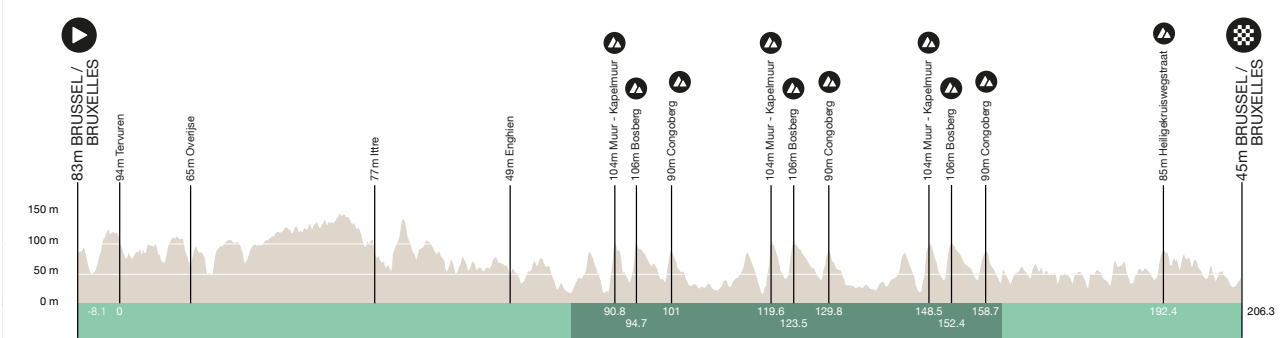 83m BRUSSEL /
BRUXELLES
94m Tervuren
65m Overijse
77m Ittre
49m Enghien
104m Muur - Kapelmuur
106m Bosberg
90m Congoberg
104m Muur - Kapelmuur
106m Bosberg
90m Congoberg
104m Muur - Kapelmuur
106m Bosberg
90m Congoberg
85m Heiligekruiswegstraat
45m BRUSSEL /
BRUXELLES
150 m
100 m
50 m
0 m
-8.1 0 90.8 101 119.6 129.8 148.5 158.7 192.4 206.3
94.7 123.5 152.4